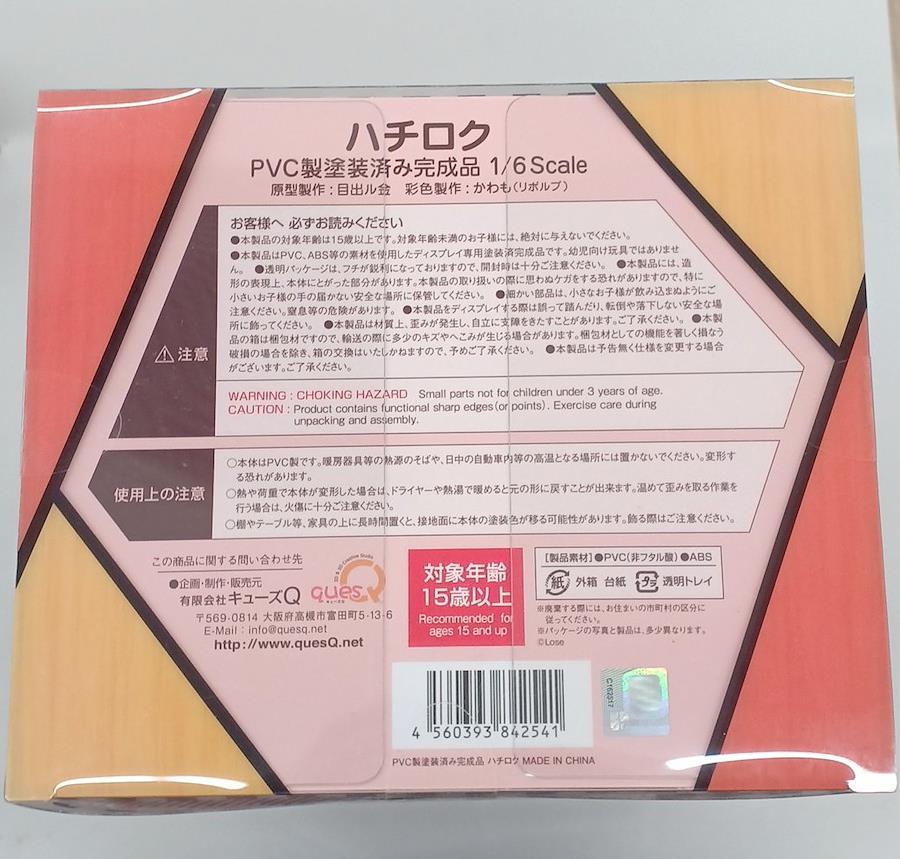 ハチロク
PVC製塗装済み完成品 1/6 Scale
原型製作：目出ル金　彩色製作：かわも(リボルブ)
お客様へ 必ずお読みください
●本製品の対象年齢は15歳以上です。対象年齢未満のお子様には、絶対に与えないでください。
●本製品はPVC、ABS等の素材を使用したディスプレイ専用塗装済完成品です。幼児向け玩具ではありませ
ん。 ●透明パッケージは、フチが鋭利になっておりますので、開封時は十分ご注意ください。 ●本製品には、造
形の表現上、本体にとがった部分があります。本製品の取り扱いの際に思わぬケガをする恐れがありますので、特に
小さいお子様の手の届かない安全な場所に保管してください。 ●細かい部品は、小さなお子様が飲み込まぬようにご
注意ください。窒息等の危険があります。 ●本製品をディスプレイする際は誤って踏んだり、転倒や落下しない安全な場
所に飾ってください。 ●本製品は材質上、歪みが発生し、自立に支障をきたすことがあります。ご了承ください。 ●本製
品の箱は梱包材ですので、輸送の際に多少のキズやへこみが生じる場合があります。梱包材としての機能を著しく損なう
破損の場合を除き、箱の交換はいたしかねますので、予めご了承ください。 ●本製品は予告無く仕様を変更する場合
がございます。ご了承ください。
⚠注意
WARNING : CHOKING HAZARD Small parts not for children under 3 years of age.
CAUTION : Product contains functional sharp edges(or points). Exercise care during
unpacking and assembly.
使用上の注意
○本体はPVC製です。暖房器具等の熱源のそばや、日中の自動車内等の高温となる場所には置かないでください。変形す
る恐れがあります。
○熱や荷重で本体が変形した場合は、ドライヤーや熱湯で暖めると元の形に戻すことが出来ます。温めて歪みを取る作業を
行う場合は、火傷に十分ご注意ください。
○棚やテーブル等、家具の上に長時間置くと、接地面に本体の塗装色が移る可能性があります。飾る際はご注意ください。
この商品に関する問い合わせ先
●企画・制作・販売元
有限会社キューズQ
〒569-0814 大阪府高槻市富田町5-13-6
E-Mail : info@quesq.net
http://www.quesQ.net
2D & 3D Creative Studio
quesQ
キューズQ
対象年齢
15歳以上
Recommended for
ages 15 and up
【製品素材】●PVC(非フタル酸) ●ABS
紙 外箱 台紙 プラ 透明トレイ
※廃棄する際には、お住まいの市町村の区分に
従ってください。
※パッケージの写真と製品は、多少異なります。
©Lose
4 560393 842541
C162517
PVC製塗装済み完成品 ハチロク MADE IN CHINA